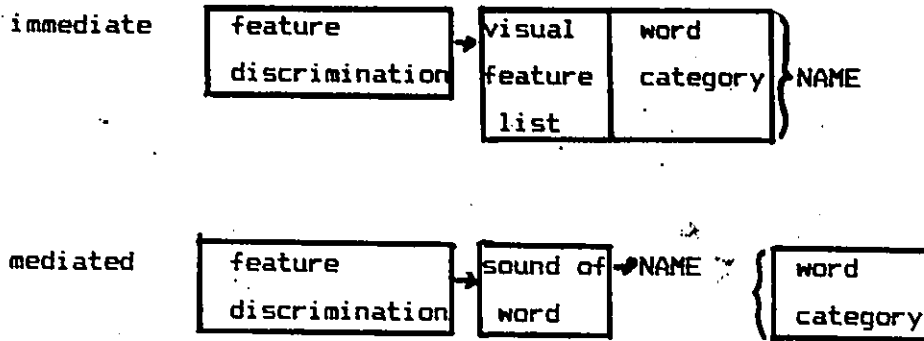 immediate feature visual word
discrimination feature category NAME
list
mediated feature sound of NAME word
discrimination word category